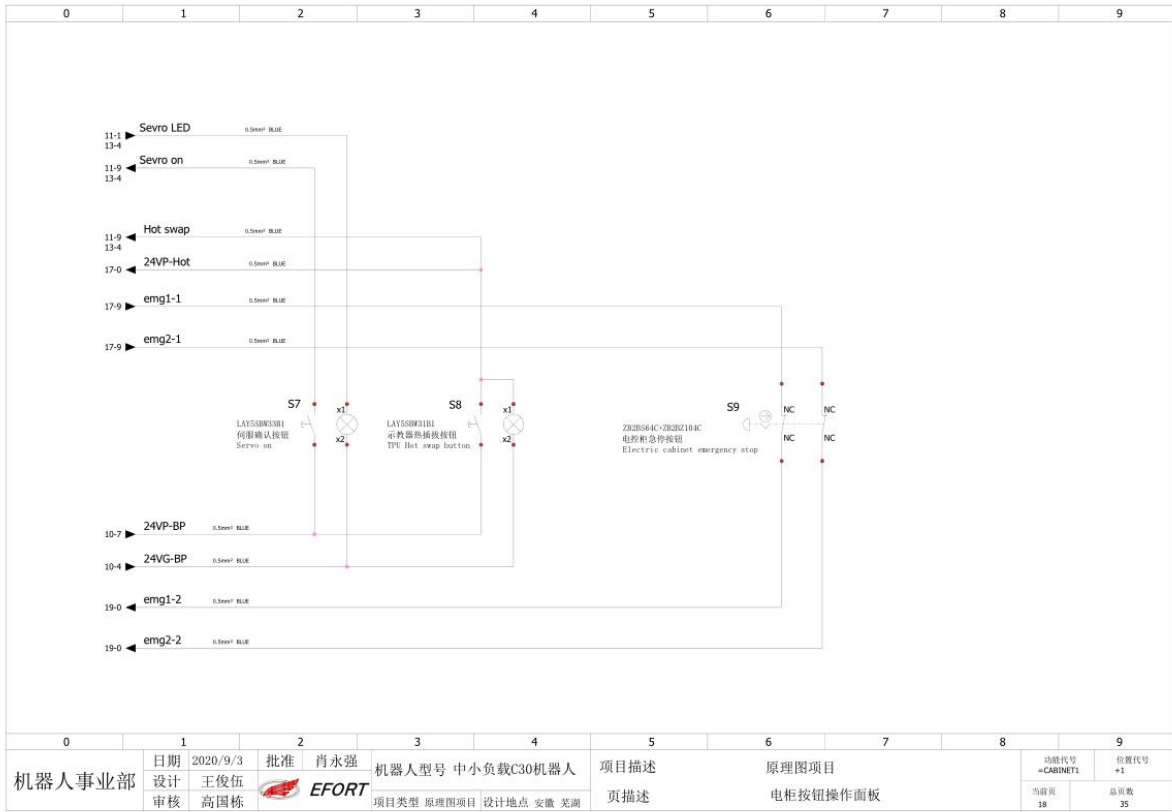 0 1 2 3 4 5 6 7 8 9
11-1 Sevro LED 0.5mm² BLUE
13-4
11-9 Sevro on 0.5mm² BLUE
13-4
11-9 Hot swap 0.5mm² BLUE
13-4
17-0 24VP-Hot 0.5mm² BLUE
17-9 emg1-1 0.5mm² BLUE
17-9 emg2-1 0.5mm² BLUE
S7 x1 S8 x1 S9 NC NC
LAY5SBW33B1
伺服确认按钮
Servo on
x2
LAY5SBW31B1
示教器热插拔按钮
TPU Hot swap button
x2
ZB2BS64C+ZB2BZ104C
电控柜急停按钮
Electric cabinet emergency stop
NC NC
10-7 24VP-BP 0.5mm² BLUE
10-4 24VG-BP 0.5mm² BLUE
19-0 emg1-2 0.5mm² BLUE
19-0 emg2-2 0.5mm² BLUE
0 1 2 3 4 5 6 7 8 9
机器人事业部
日期 2020/9/3 批准 肖永强
设计 王俊伍
审核 高国栋
EFORT
机器人型号 中小负载C30机器人
项目类型 原理图项目 设计地点 安徽 芜湖
项目描述 原理图项目
页描述 电柜按钮操作面板
功能代号 位置代号
=CABINET1 +1
当前页 总页数
18 35